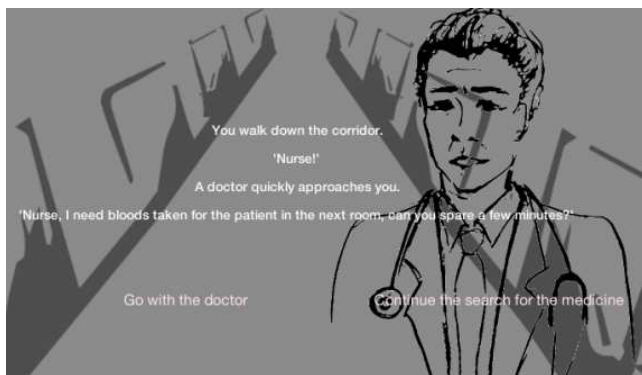 You walk down the corridor.
'Nurse!'
A doctor quickly approaches you.
'Nurse, I need bloods taken for the patient in the next room, can you spare a few minutes?'
Go with the doctor
Continue the search for the medicine